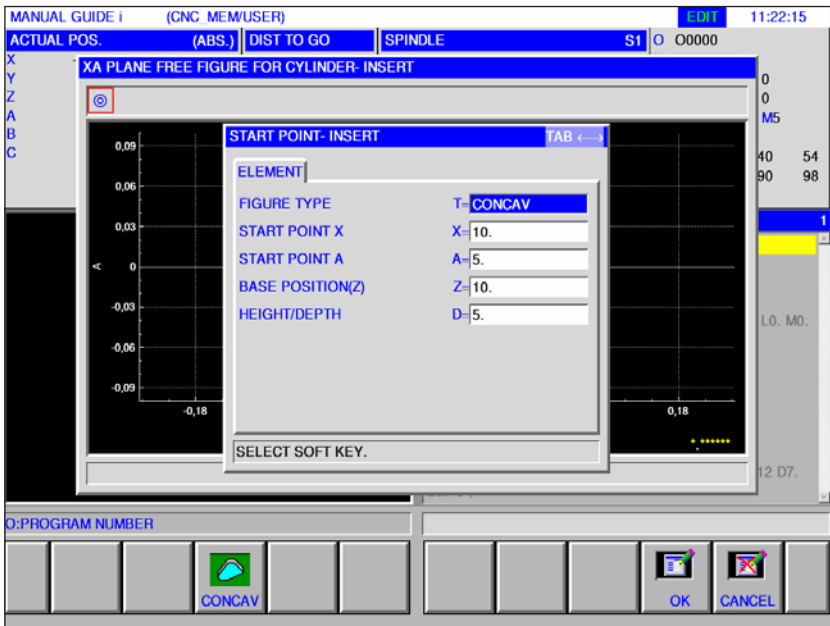 MANUAL GUIDE i (CNC_MEM/USER) EDIT 11:22:15
ACTUAL POS. (ABS.) DIST TO GO SPINDLE S1 O O0000
X
Y 0
Z 0
A M5
B
C 40 54
90 98
XA PLANE FREE FIGURE FOR CYLINDER- INSERT
START POINT- INSERT TAB ←→
ELEMENT
FIGURE TYPE T= CONCAV
START POINT X X= 10.
START POINT A A= 5.
BASE POSITION(Z) Z= 10.
HEIGHT/DEPTH D= 5.
SELECT SOFT KEY.
0,09
0,06
0,03
A 0
-0,03
-0,06
-0,09
-0,18 0,18
*.******
1
L0. M0.
12 D7.
O:PROGRAM NUMBER
CONCAV OK CANCEL